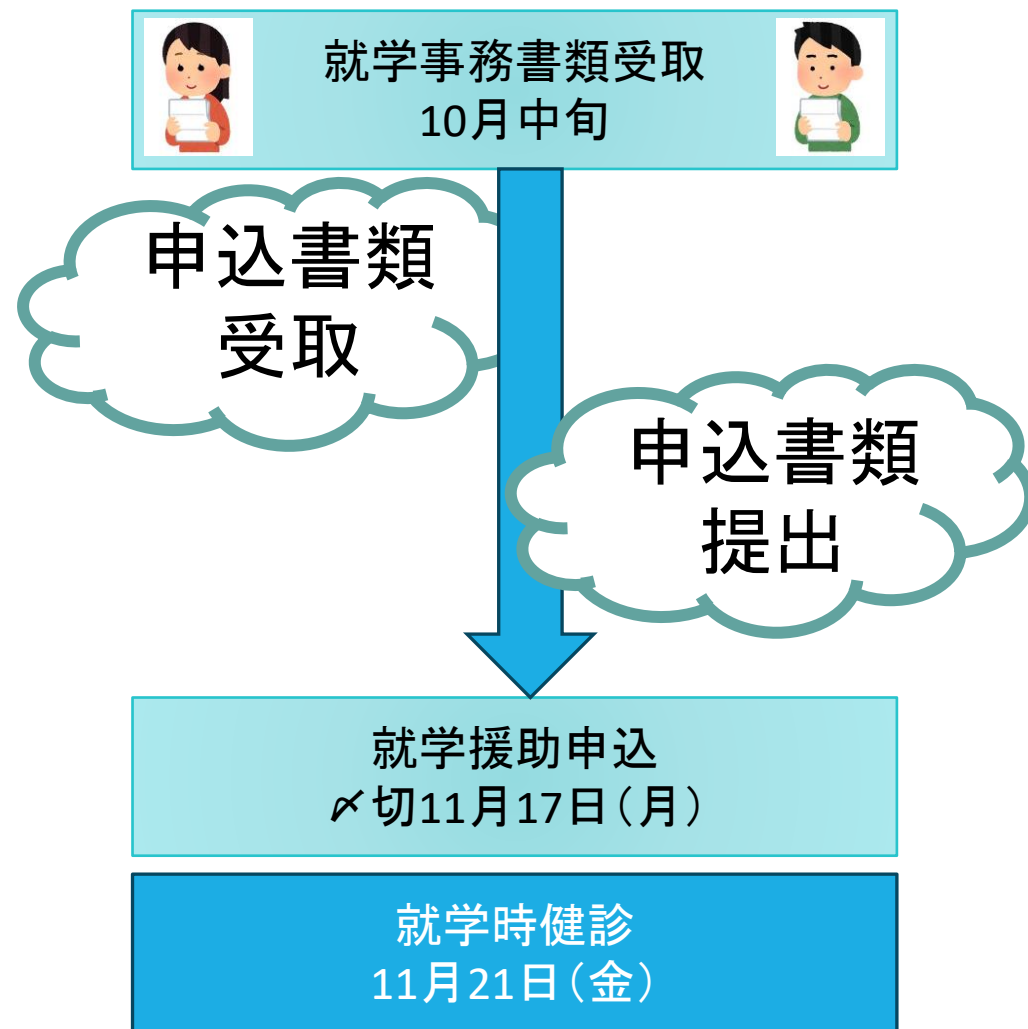 就学事務書類受取
10月中旬
申込書類
受取
申込書類
提出
就学援助申込
〆切11月17日（月）
就学時健診
11月21日（金）